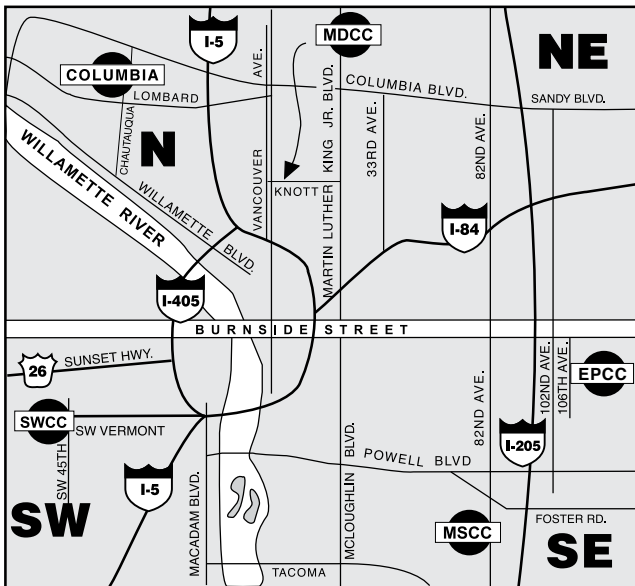 I-5
AVE.
MDCC
NE
COLUMBIA
COLUMBIA BLVD.
LOMBARD
SANDY BLVD.
CHAUTAUQUA
N
VANCOUVER
MARTIN LUTHER KING JR. BLVD.
33RD AVE.
82ND AVE.
KNOTT
WILLAMETTE RIVER
WILLAMETTE BLVD.
I-84
I-405
BURNSIDE STREET
26
SUNSET HWY.
102ND AVE.
106TH AVE.
EPCC
82ND AVE.
SWCC
SW VERMONT
SW 45TH
I-205
MCLOUGHLIN BLVD.
POWELL BLVD
I-5
MACADAM BLVD.
SW
MSCC
FOSTER RD.
SE
TACOMA